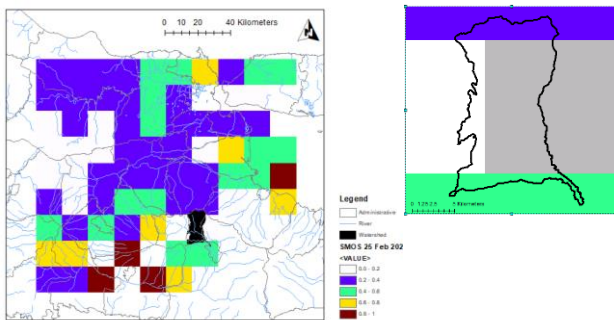 0 10 20 40 Kilometers
Legend
Administrative
River
Watershed
SMOS 25 Feb 202
<VALUE>
0.0 - 0.2
0.2 - 0.4
0.4 - 0.6
0.6 - 0.8
0.8 - 1
0 1.25 2.5 5 Kilometers